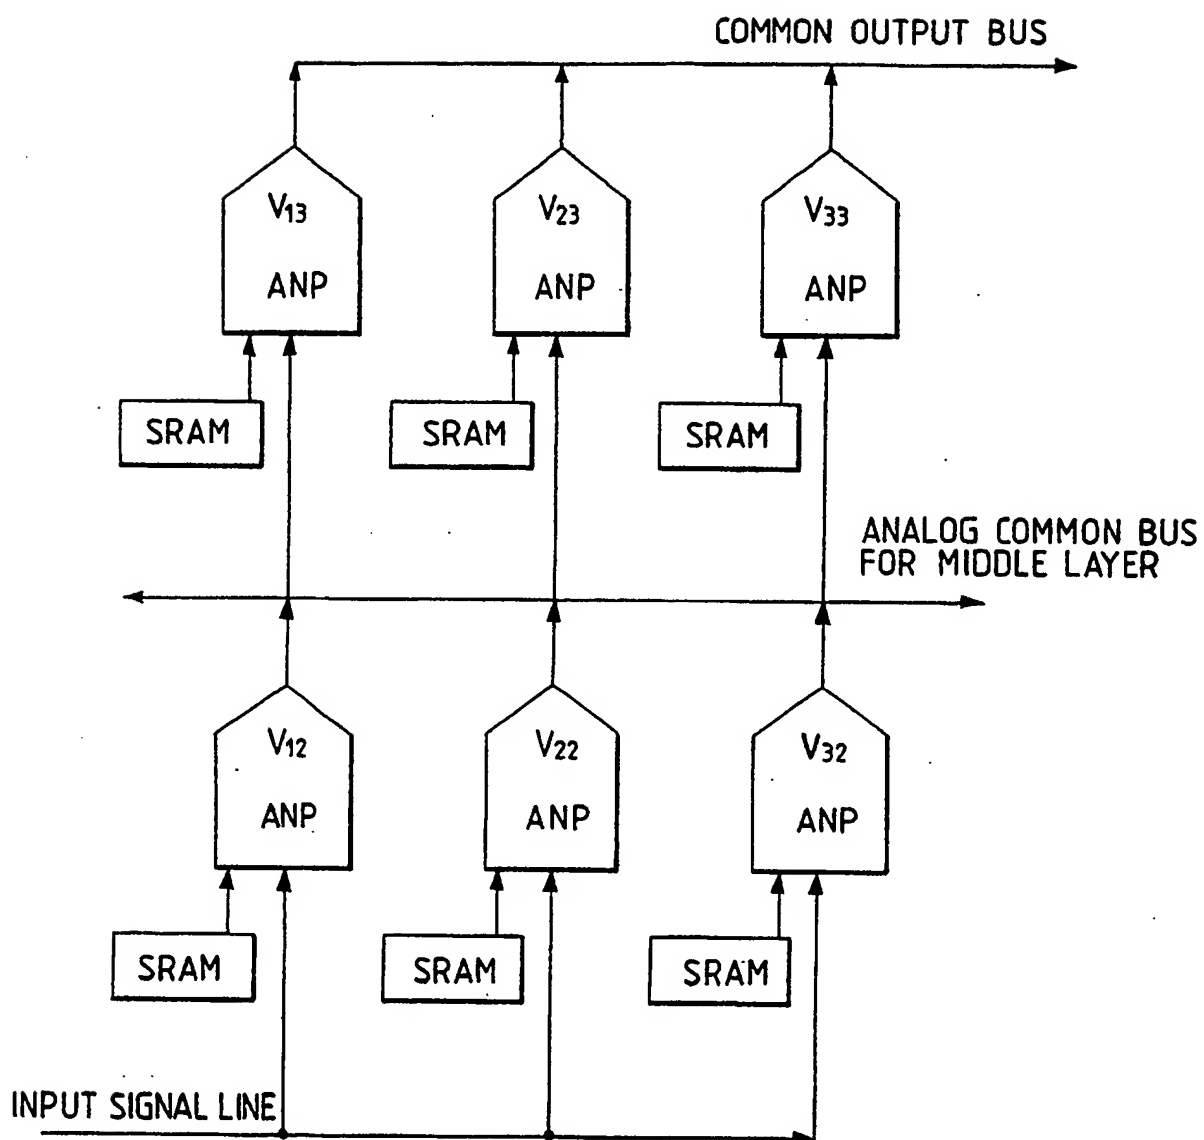 COMMON OUTPUT BUS
V13
ANP
V23
ANP
V33
ANP
SRAM
SRAM
SRAM
ANALOG COMMON BUS
FOR MIDDLE LAYER
V12
ANP
V22
ANP
V32
ANP
SRAM
SRAM
SRAM
INPUT SIGNAL LINE